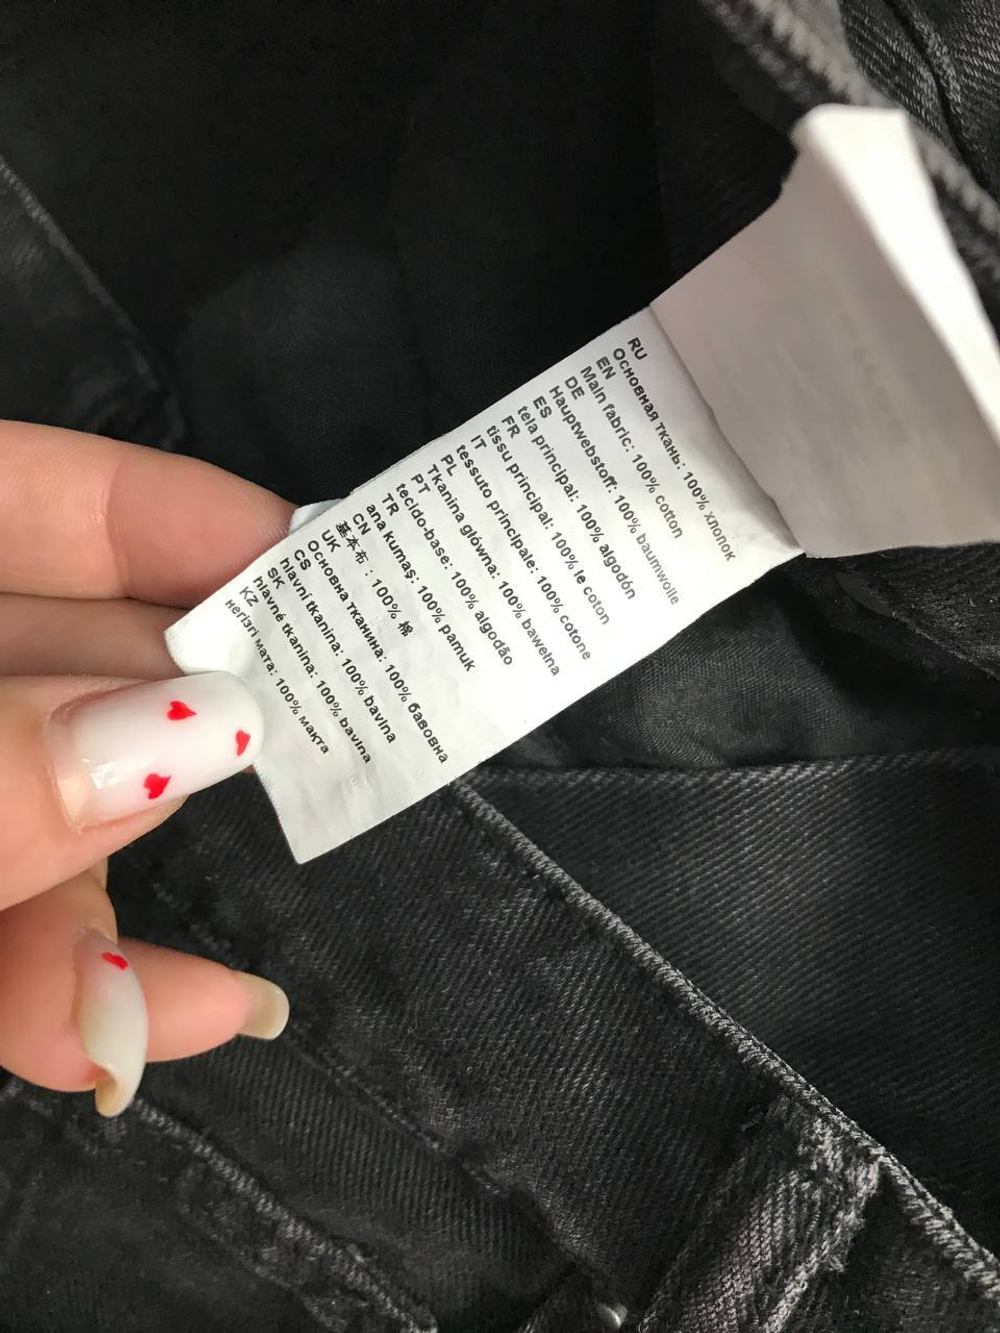 RU
Основная ткань: 100% хлопок
EN
Main fabric: 100% cotton
DE
Hauptwebstoff: 100% baumwolle
ES
tela principal: 100% algodón
FR
tissu principal: 100% le coton
IT
tessuto principale: 100% cotone
PL
Tkanina główna: 100% bawełna
PT
tecido-base: 100% algodão
TR
ana kumaş: 100% pamuk
CN
基本布：100% 棉
UK
Основна тканина: 100% бавовна
CS
hlavní tkanina: 100% bavlna
SK
hlavné tkanina: 100% bavlna
KZ
негізгі мата: 100% мақта